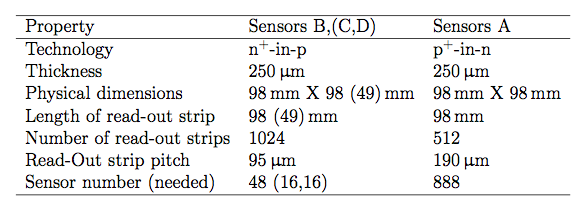 Property Sensors B,(C,D) Sensors A
Technology n⁺-in-p p⁺-in-n
Thickness 250 µm 250 µm
Physical dimensions 98 mm X 98 (49) mm 98 mm X 98 mm
Length of read-out strip 98 (49) mm 98 mm
Number of read-out strips 1024 512
Read-Out strip pitch 95 µm 190 µm
Sensor number (needed) 48 (16,16) 888